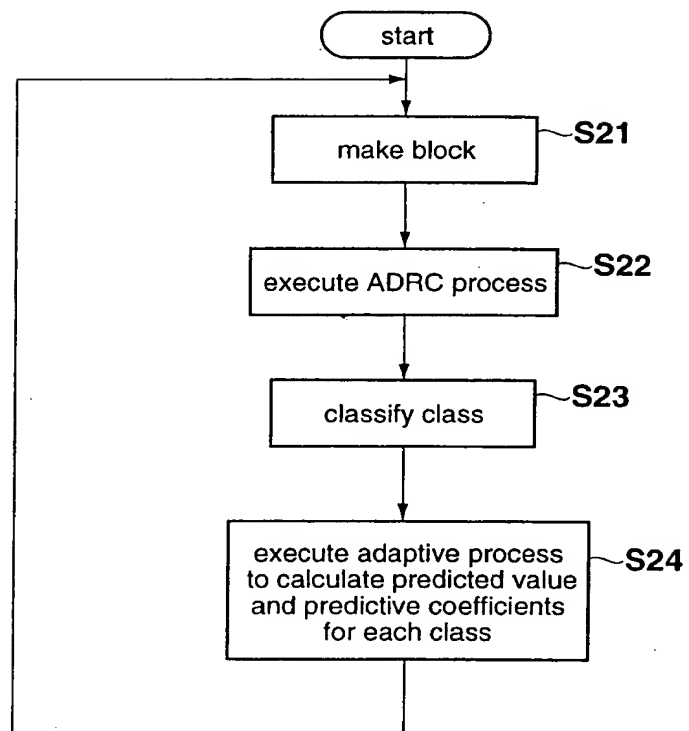 start
make block
S21
execute ADRC process
S22
classify class
S23
execute adaptive process
to calculate predicted value
and predictive coefficients
for each class
S24